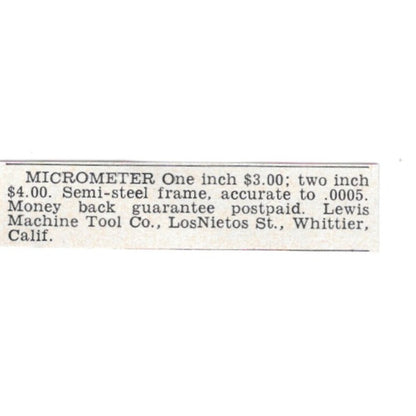 MICROMETER One inch $3.00; two inch
$4.00. Semi-steel frame, accurate to .0005.
Money back guarantee postpaid. Lewis
Machine Tool Co., LosNietos St., Whittier,
Calif.